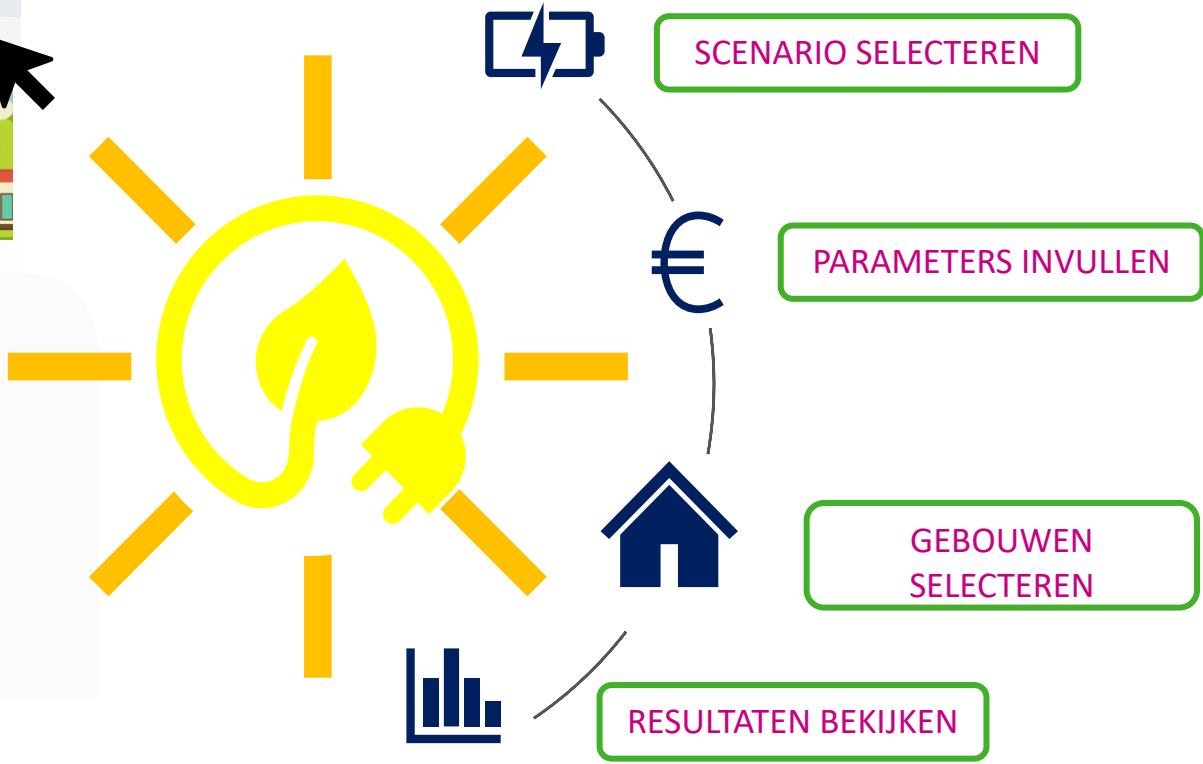 SCENARIO SELECTEREN
€
PARAMETERS INVULLEN
GEBOUWEN
SELECTEREN
RESULTATEN BEKIJKEN